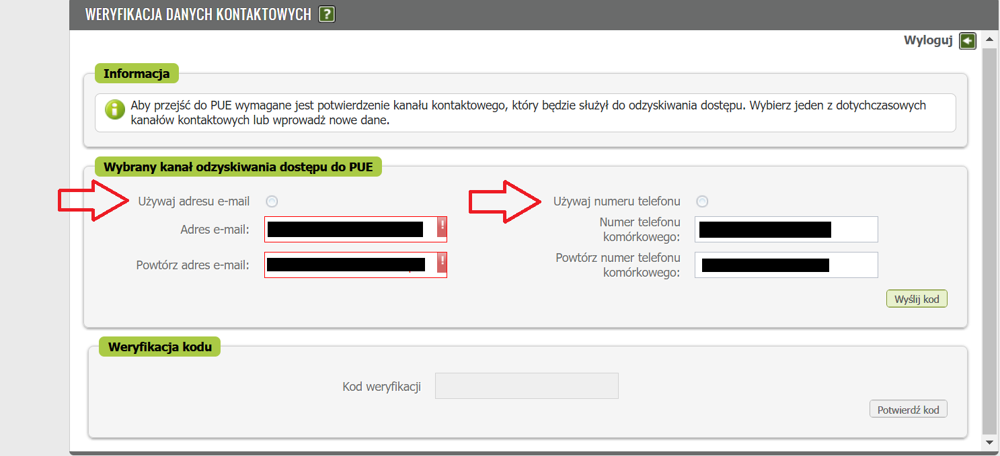 WERYFIKACJA DANYCH KONTAKTOWYCH ?
Wyloguj
Informacja
Aby przejść do PUE wymagane jest potwierdzenie kanału kontaktowego, który będzie służył do odzyskiwania dostępu. Wybierz jeden z dotychczasowych
kanałów kontaktowych lub wprowadź nowe dane.
Wybrany kanał odzyskiwania dostępu do PUE
Używaj adresu e-mail
Adres e-mail:
!
Powtórz adres e-mail:
!
Używaj numeru telefonu
Numer telefonu
komórkowego:
Powtórz numer telefonu
komórkowego:
Wyślij kod
Weryfikacja kodu
Kod weryfikacji
Potwierdź kod